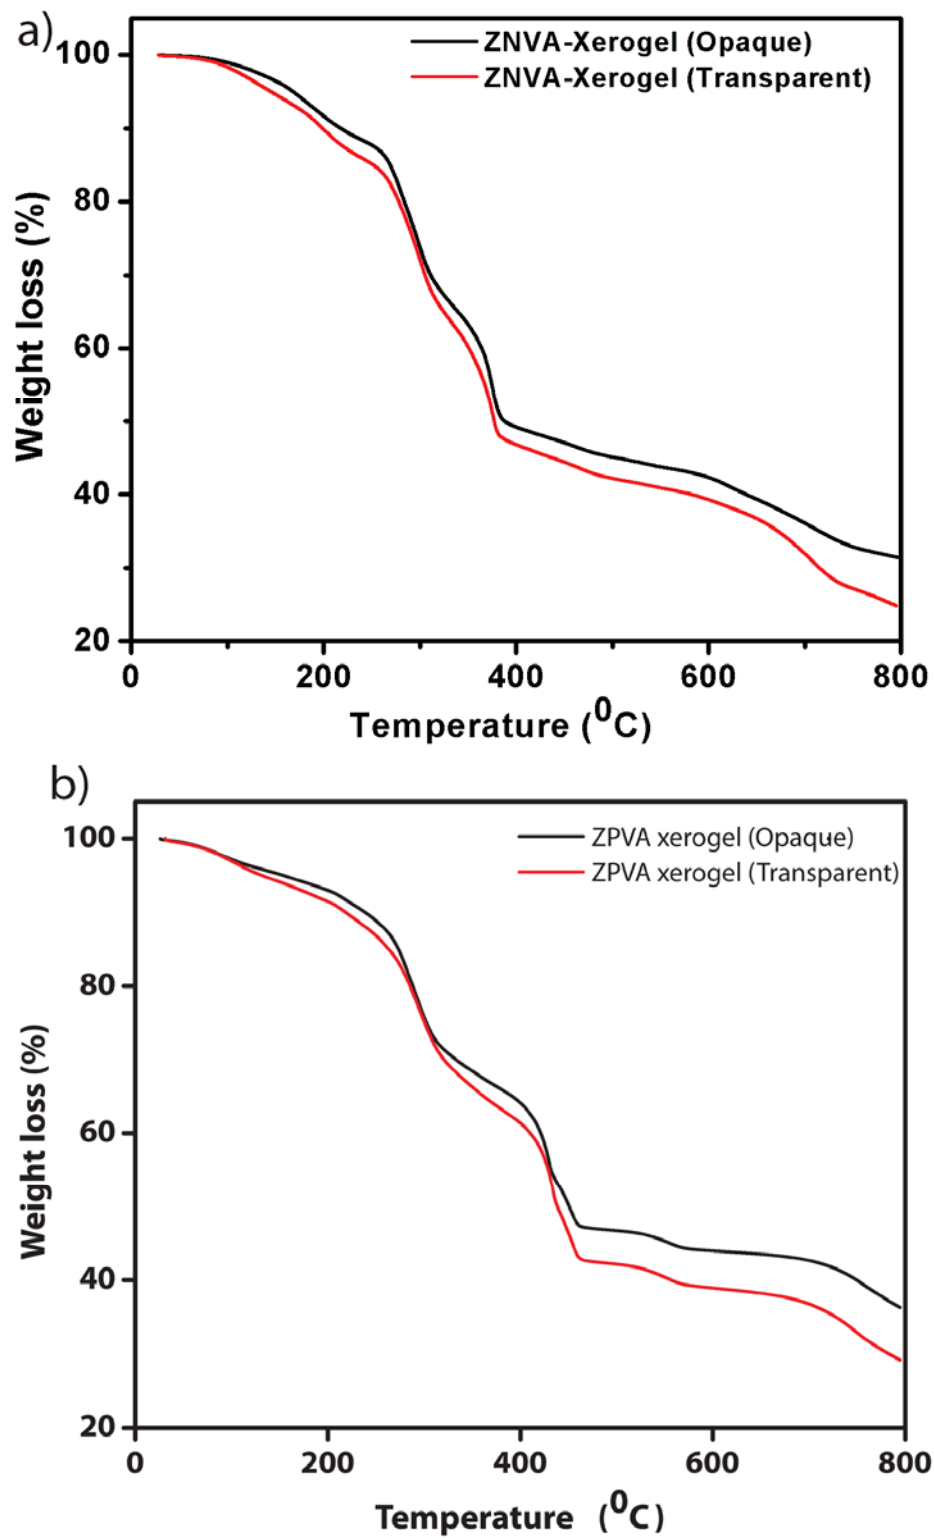 a)
ZNVA-Xerogel (Opaque)
ZNVA-Xerogel (Transparent)
100
80
60
40
20
Weight loss (%)
0 200 400 600 800
Temperature (⁰C)
b)
ZPVA xerogel (Opaque)
ZPVA xerogel (Transparent)
100
80
60
40
20
Weight loss (%)
0 200 400 600 800
Temperature (⁰C)